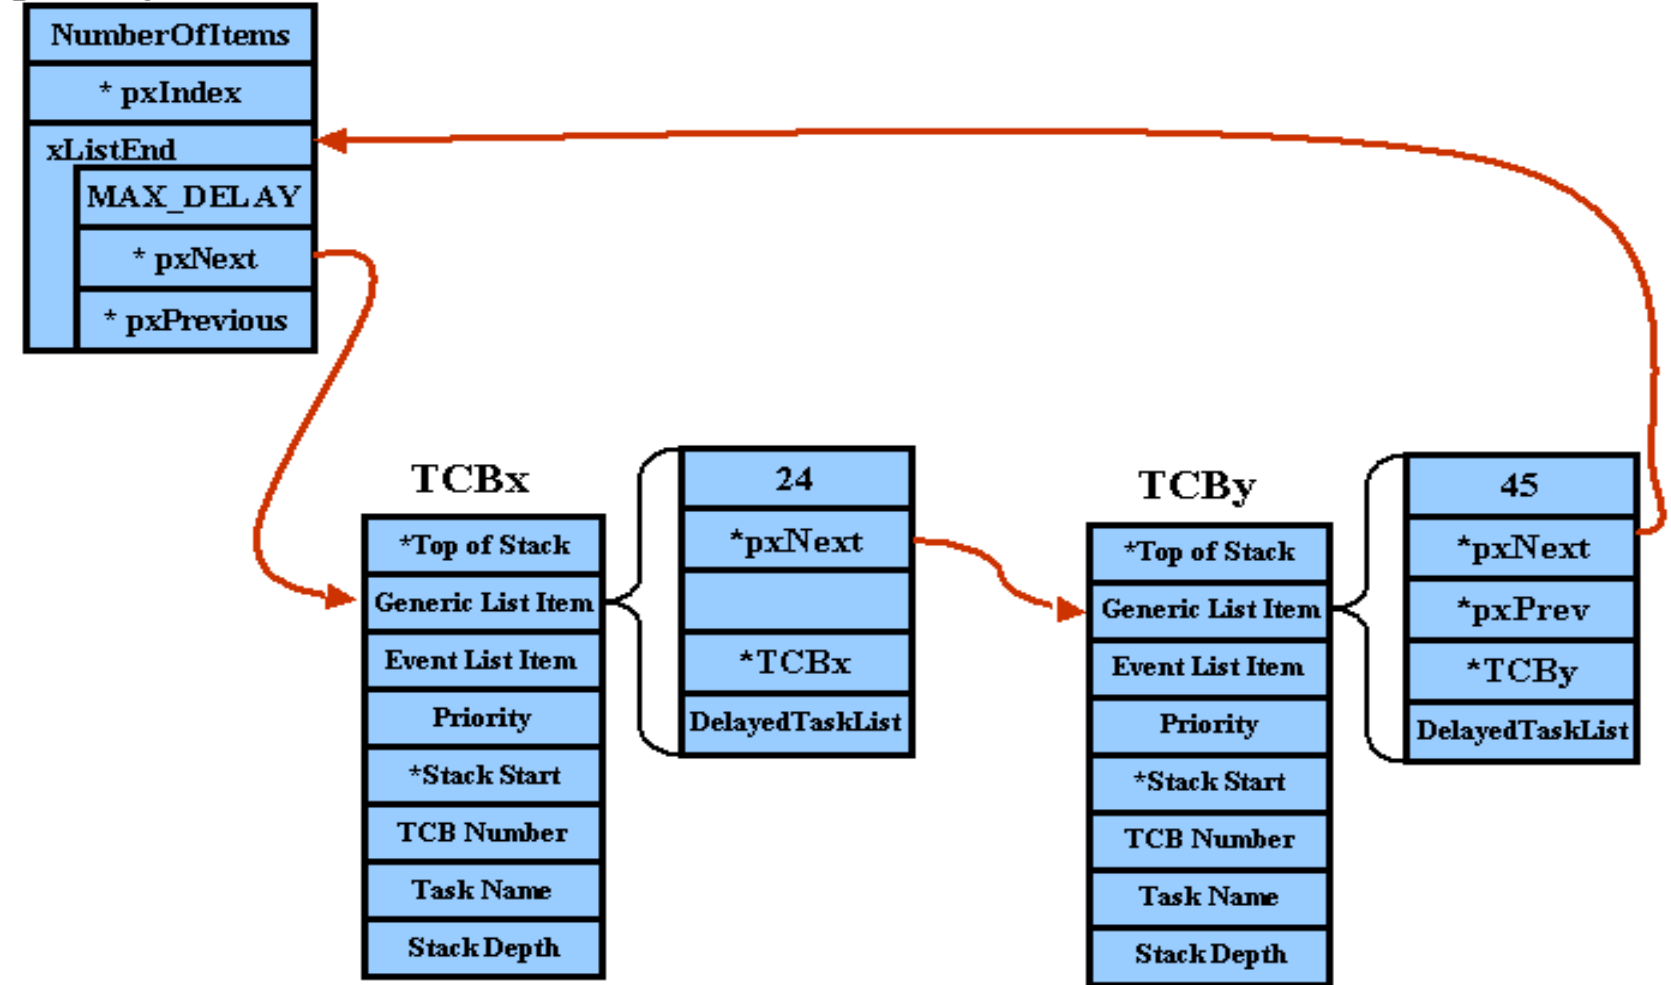 NumberOfItems
* pxIndex
xListEnd
MAX_DELAY
* pxNext
* pxPrevious
TCBx
*Top of Stack
Generic List Item
Event List Item
Priority
*Stack Start
TCB Number
Task Name
Stack Depth
24
*pxNext
*TCBx
DelayedTaskList
TCBy
*Top of Stack
Generic List Item
Event List Item
Priority
*Stack Start
TCB Number
Task Name
Stack Depth
45
*pxNext
*pxPrev
*TCBy
DelayedTaskList